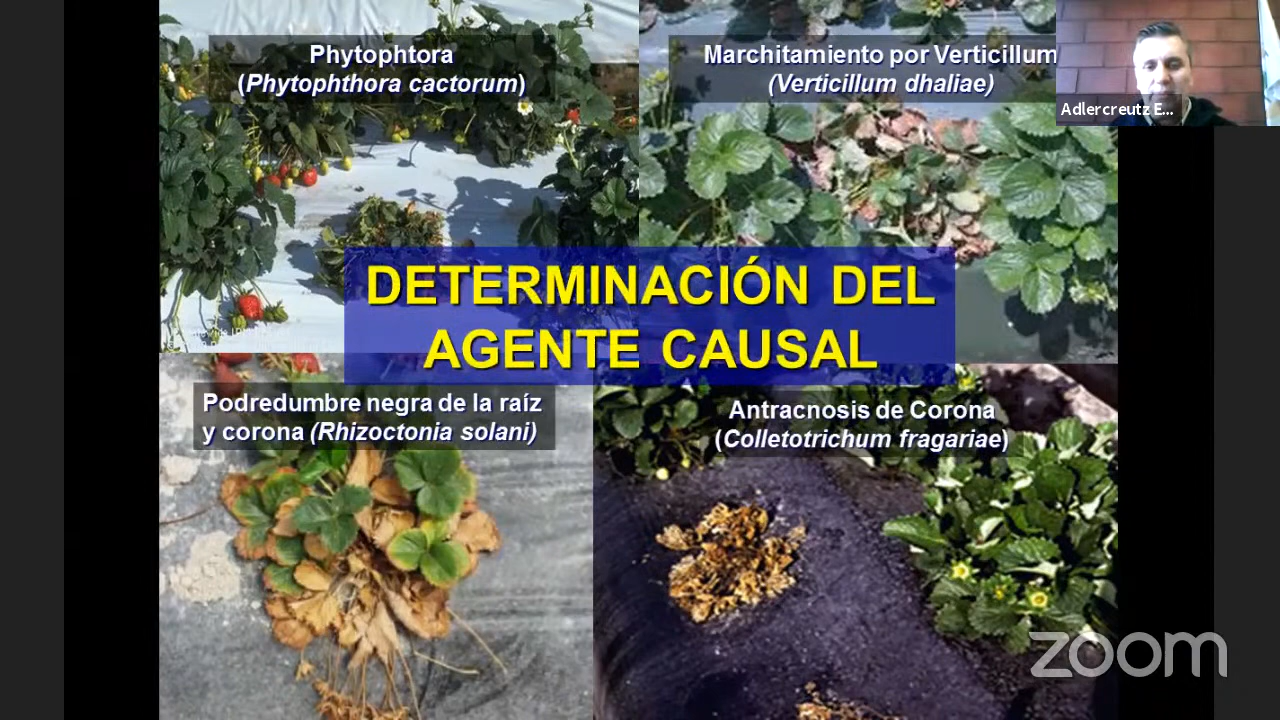 Phytophtora
(Phytophthora cactorum)
Marchitamiento por Verticillum
(Verticillum dhaliae)
Adlercreutz E...
DETERMINACIÓN DEL
AGENTE CAUSAL
Podredumbre negra de la raíz
y corona (Rhizoctonia solani)
Antracnosis de Corona
(Colletotrichum fragariae)
zoom